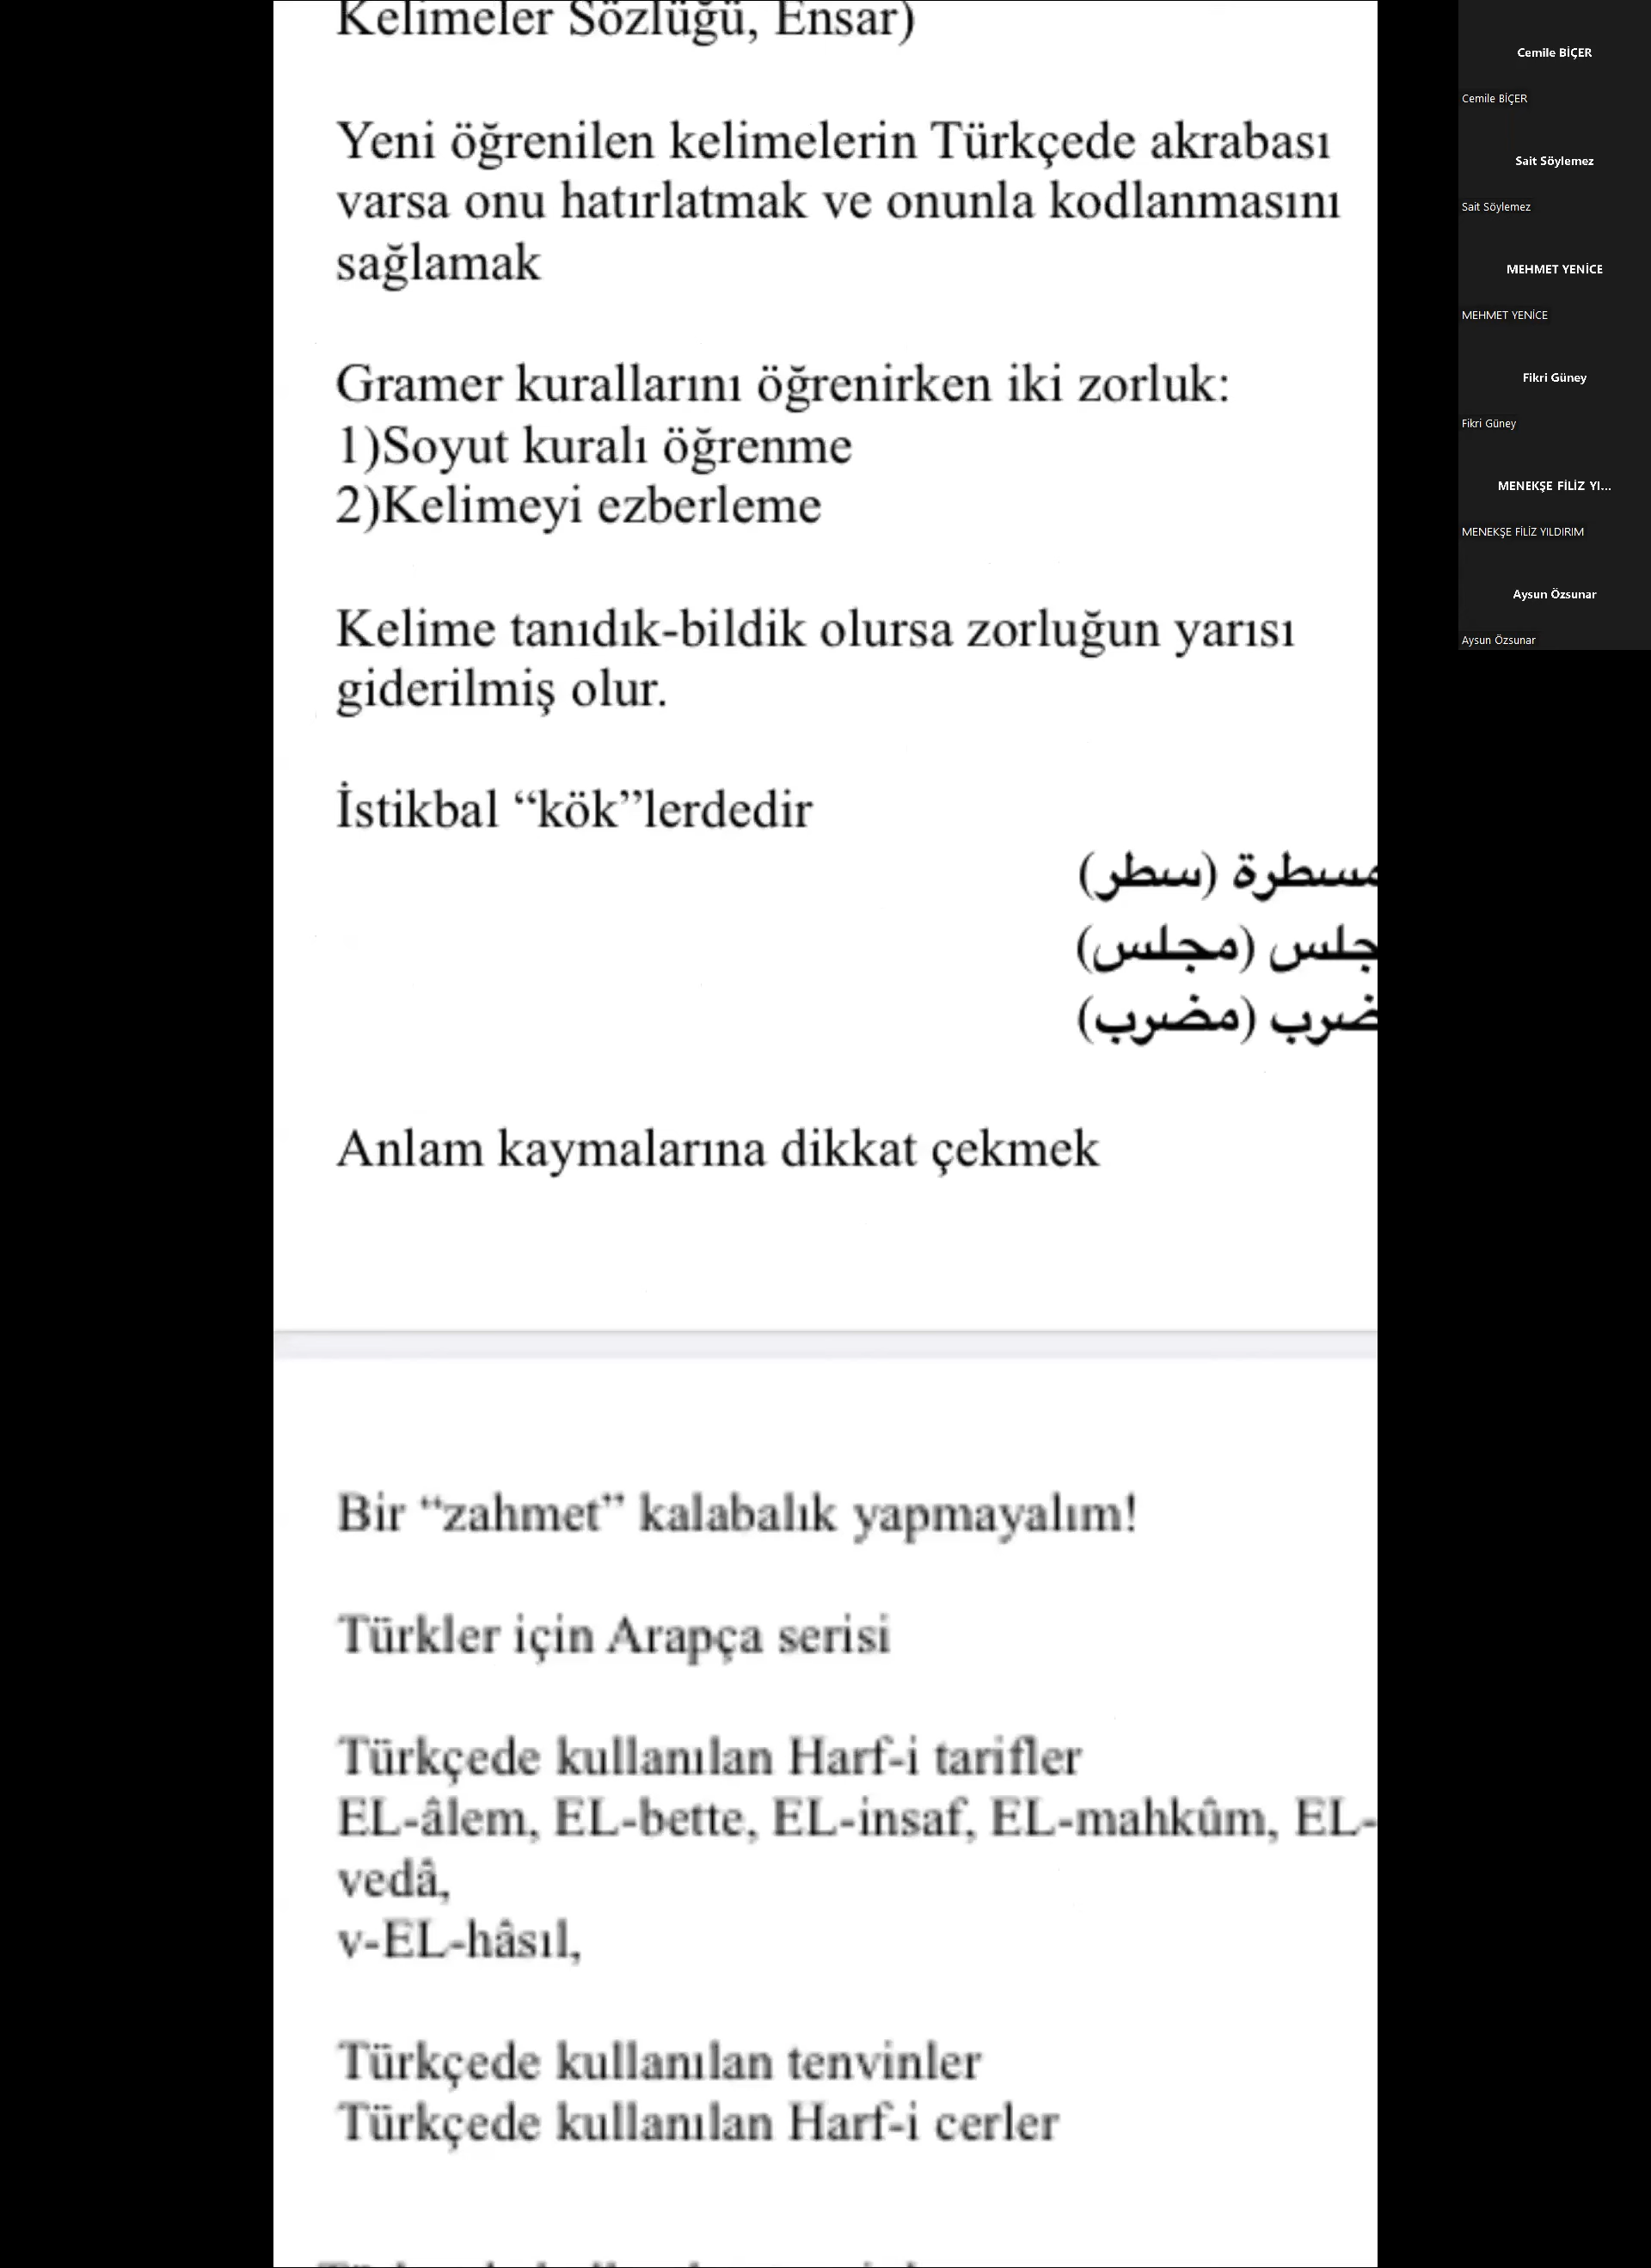 Kelimeler Sözlüğü, Ensar)
Yeni öğrenilen kelimelerin Türkçede akrabası
varsa onu hatırlatmak ve onunla kodlanmasını
sağlamak
Gramer kurallarını öğrenirken iki zorluk:
1)Soyut kuralı öğrenme
2)Kelimeyi ezberleme
Kelime tanıdık-bildik olursa zorluğun yarısı
giderilmiş olur.
İstikbal “kök”lerdedir
مسطرة (سطر)
جلس (مجلس)
ضرب (مضرب)
Anlam kaymalarına dikkat çekmek
Bir “zahmet” kalabalık yapmayalım!
Türkler için Arapça serisi
Türkçede kullanılan Harf-i tarifler
EL-âlem, EL-bette, EL-insaf, EL-mahkûm, EL-
vedâ,
v-EL-hâsıl,
Türkçede kullanılan tenvinler
Türkçede kullanılan Harf-i cerler
Cemile BİÇER
Cemile BİÇER
Sait Söylemez
Sait Söylemez
MEHMET YENİCE
MEHMET YENİCE
Fikri Güney
Fikri Güney
MENEKŞE FİLİZ YI...
MENEKŞE FİLİZ YILDIRIM
Aysun Özsunar
Aysun Özsunar